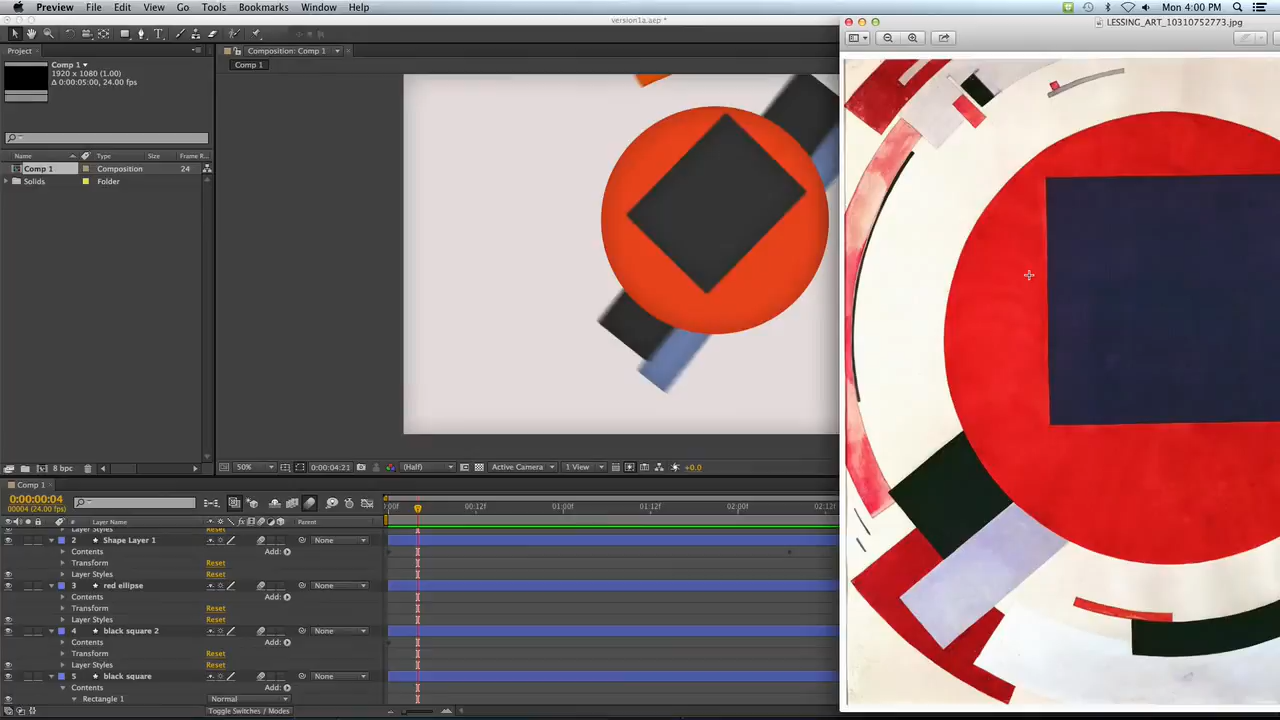 Preview File Edit View Go Tools Bookmarks Window Help Mon 4:00 PM
version1a.aep *
LESSING_ART_10310752773.jpg
Project
Composition: Comp 1
Comp 1
Comp 1
1920 x 1080 (1.00)
Δ 0:00:05:00, 24.00 fps
Name Type Size Frame R...
Comp 1 Composition 24
Solids Folder
8 bpc
50% 0:00:04:21 (Half) Active Camera 1 View +0.0
Comp 1
0:00:00:04
00004 (24.00 fps)
:00f 00:12f 01:00f 01:12f 02:00f 02:12f
# Layer Name Parent
Layer Styles Reset
2 Shape Layer 1 None
Contents Add:
Transform Reset
Layer Styles Reset
3 red ellipse None
Contents Add:
Transform Reset
Layer Styles Reset
4 black square 2 None
Contents Add:
Transform Reset
Layer Styles Reset
5 black square None
Contents Add:
Rectangle 1 Normal
Toggle Switches / Modes